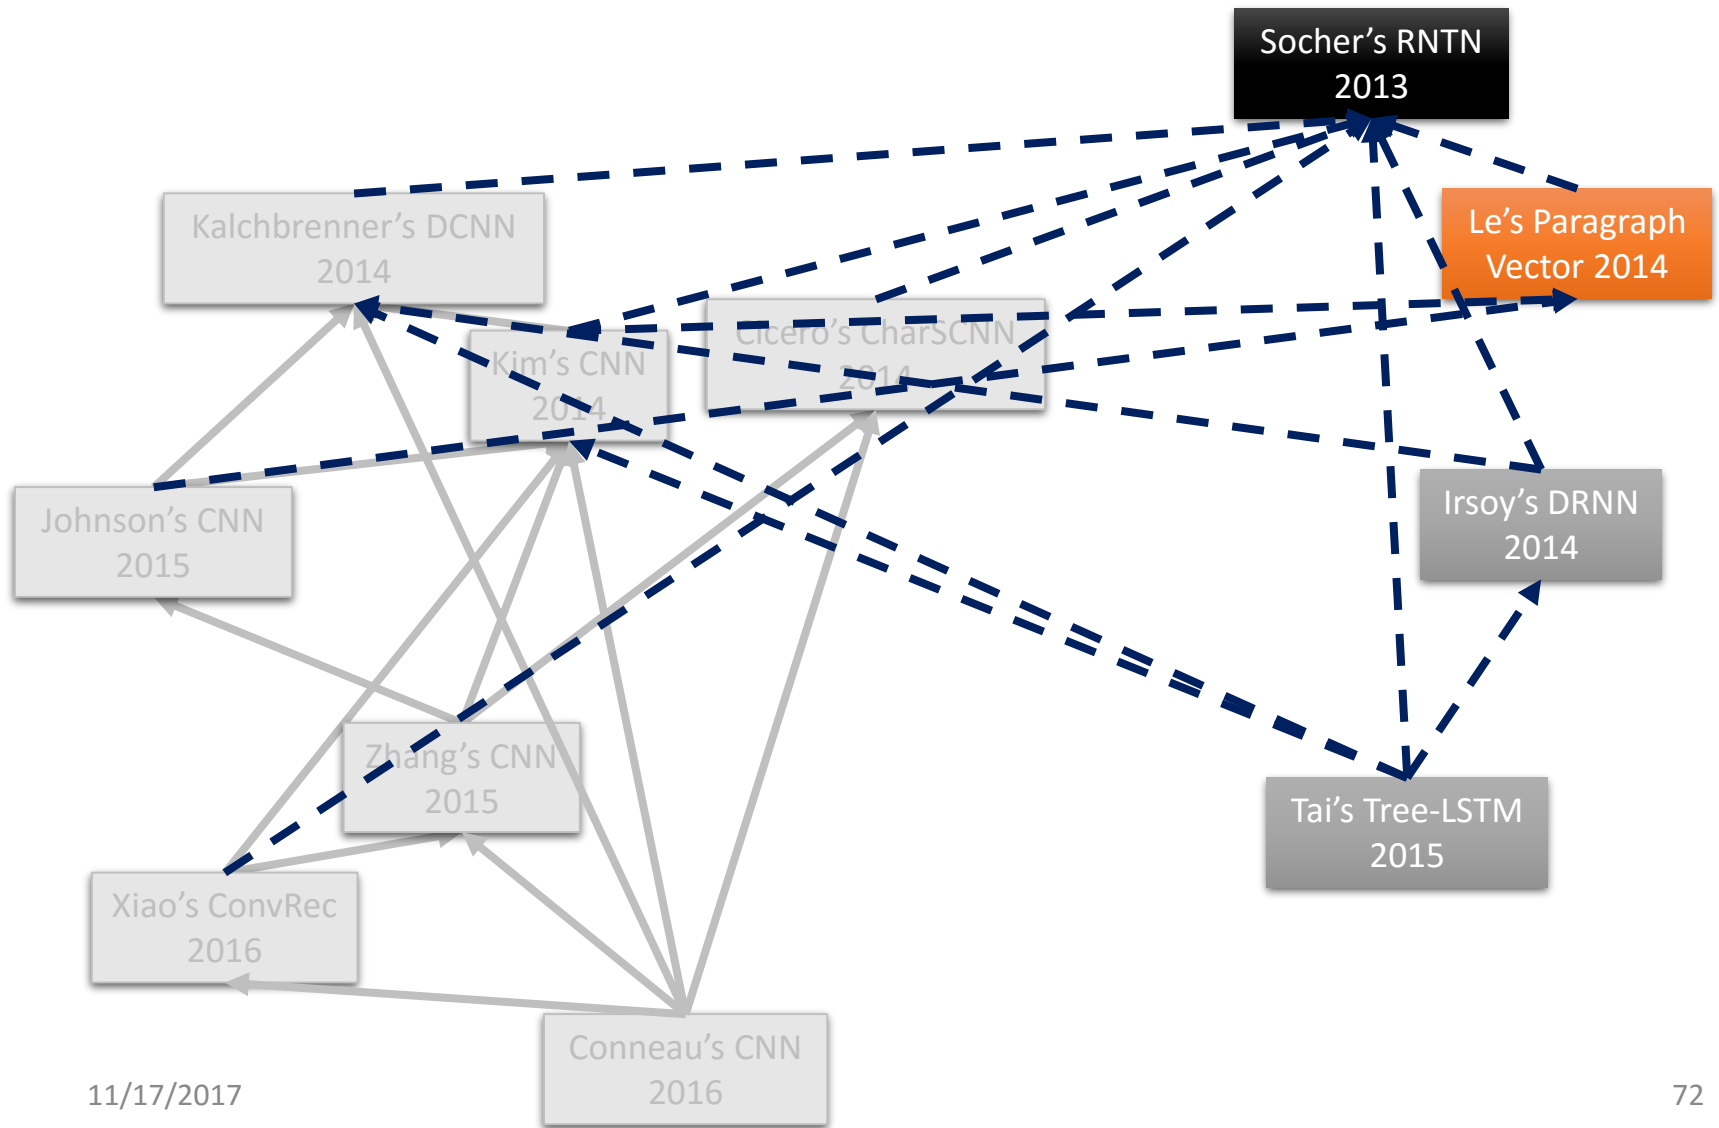 Socher’s RNTN
2013
Kalchbrenner’s DCNN
2014
Le’s Paragraph
Vector 2014
Kim’s CNN
2014
Cicero’s CharSCNN
2014
Johnson’s CNN
2015
Irsoy’s DRNN
2014
Zhang’s CNN
2015
Tai’s Tree-LSTM
2015
Xiao’s ConvRec
2016
Conneau’s CNN
2016
11/17/2017
72